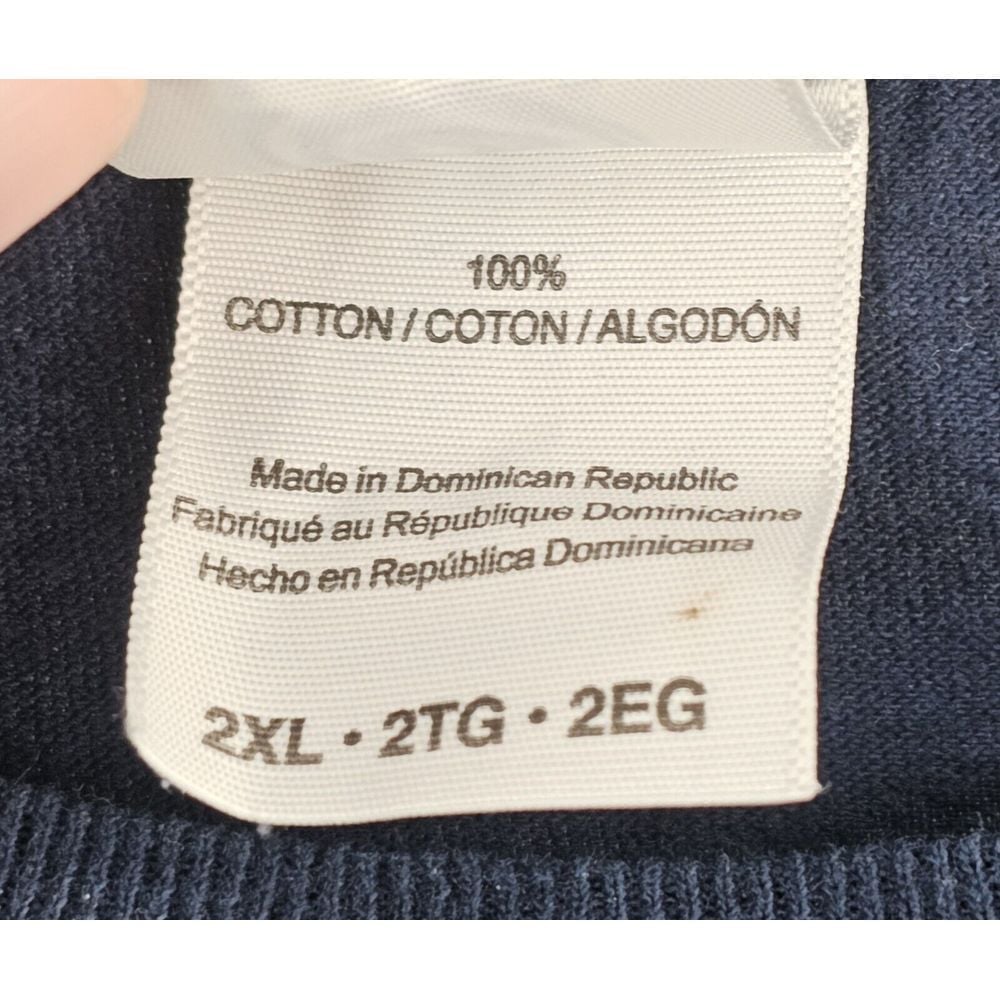 100%
COTTON / COTON / ALGODÓN
Made in Dominican Republic
Fabriqué au République Dominicaine
Hecho en República Dominicana
2XL • 2TG • 2EG